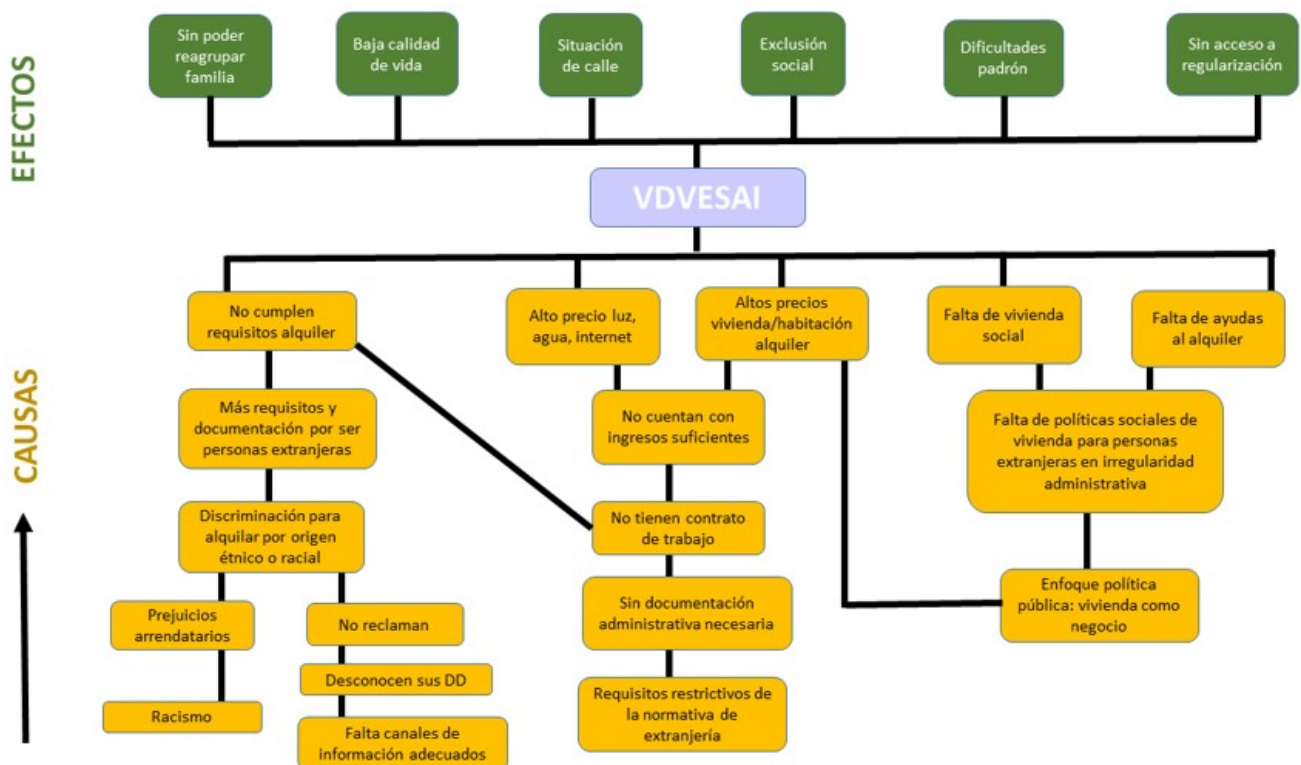 EFECTOS
Sin poder
reagrupar
familia
Baja calidad
de vida
Situación
de calle
Exclusión
social
Dificultades
padrón
Sin acceso a
regularización
VDVESAI
CAUSAS
No cumplen
requisitos alquiler
Alto precio luz,
agua, internet
Altos precios
vivienda/habitación
alquiler
Falta de vivienda
social
Falta de ayudas
al alquiler
Más requisitos y
documentación por ser
personas extranjeras
No cuentan con
ingresos suficientes
Falta de políticas sociales de
vivienda para personas
extranjeras en irregularidad
administrativa
Discriminación para
alquilar por origen
étnico o racial
No tienen contrato
de trabajo
Prejuicios
arrendatarios
No reclaman
Sin documentación
administrativa necesaria
Enfoque política
pública: vivienda como
negocio
Desconocen sus DD
Racismo
Falta canales de
información adecuados
Requisitos restrictivos de
la normativa de
extranjería